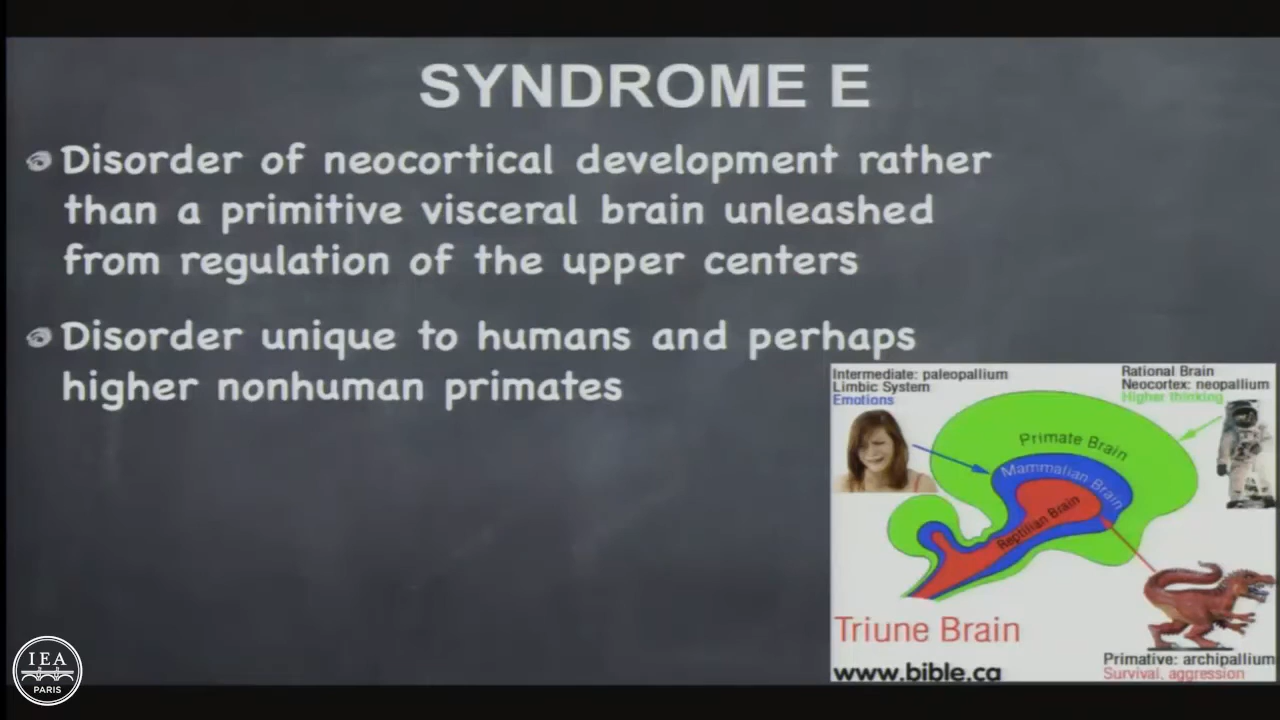 SYNDROME E
Disorder of neocortical development rather
than a primitive visceral brain unleashed
from regulation of the upper centers
Disorder unique to humans and perhaps
higher nonhuman primates
Intermediate: paleopallium
Limbic System
Emotions
Rational Brain
Neocortex: neopallium
Higher thinking
Primate Brain
Mammalian Brain
Reptilian Brain
Triune Brain
www.bible.ca
Primative: archipallium
Survival, aggression
IEA
PARIS